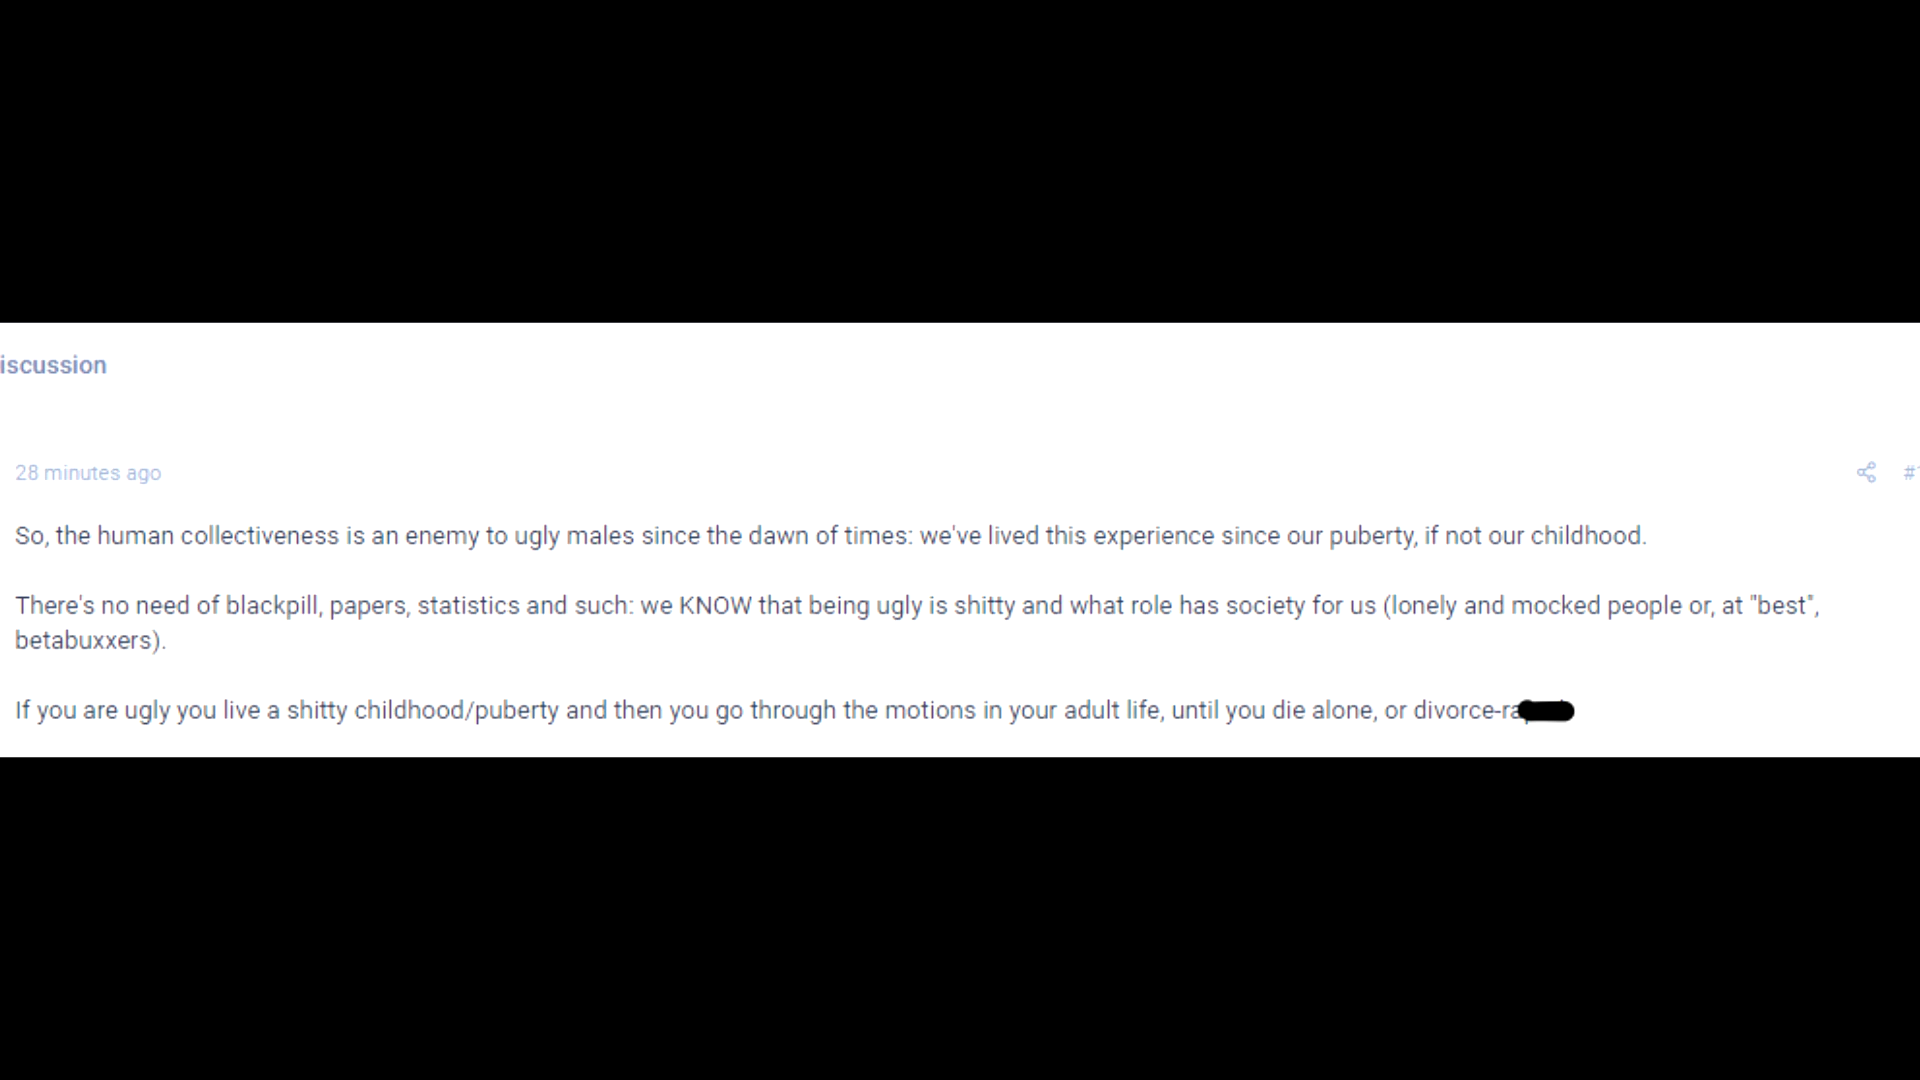 iscussion
28 minutes ago
#
So, the human collectiveness is an enemy to ugly males since the dawn of times: we've lived this experience since our puberty, if not our childhood.
There's no need of blackpill, papers, statistics and such: we KNOW that being ugly is shitty and what role has society for us (lonely and mocked people or, at "best",
betabuxxers).
If you are ugly you live a shitty childhood/puberty and then you go through the motions in your adult life, until you die alone, or divorce-ra